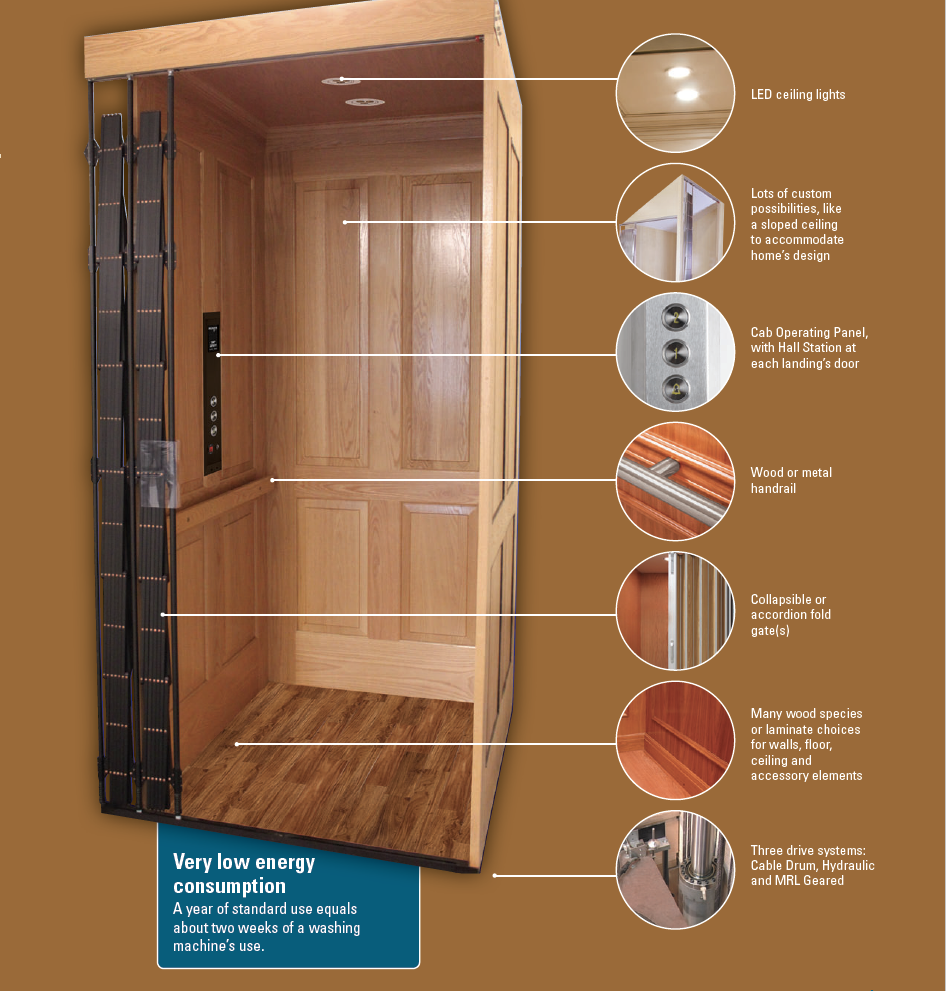 LED ceiling lights
Lots of custom
possibilities, like
a sloped ceiling
to accommodate
home's design
Cab Operating Panel,
with Hall Station at
each landing's door
Wood or metal
handrail
Collapsible or
accordion fold
gate(s)
Many wood species
or laminate choices
for walls, floor,
ceiling and
accessory elements
Three drive systems:
Cable Drum, Hydraulic
and MRL Geared
Very low energy
consumption
A year of standard use equals
about two weeks of a washing
machine's use.